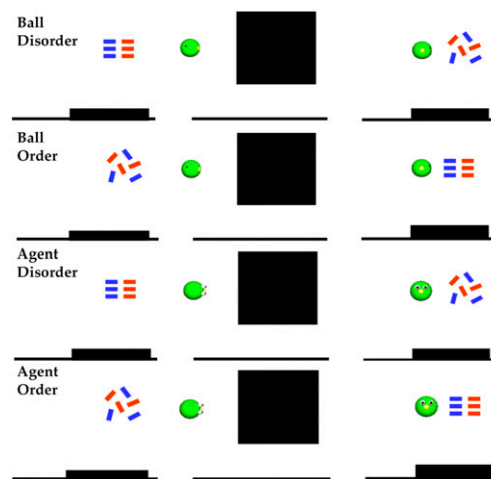 Ball
Disorder
Ball
Order
Agent
Disorder
Agent
Order